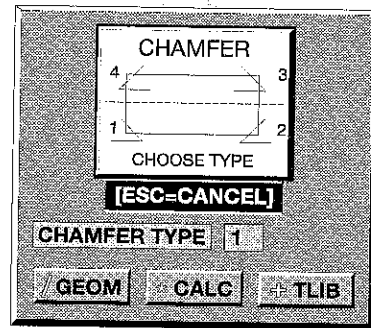 CHAMFER
4 3
1 2
CHOOSE TYPE
[ESC=CANCEL]
CHAMFER TYPE 1
/ GEOM - CALC + TLIB